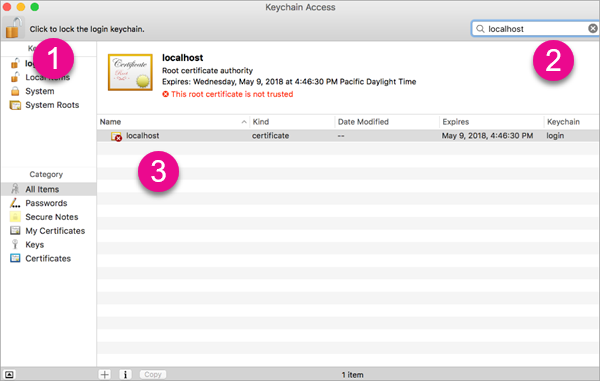 Keychain Access
Click to lock the login keychain.
localhost
1
Local Items
System
System Roots
2
localhost
Root certificate authority
Expires: Wednesday, May 9, 2018 at 4:46:30 PM Pacific Daylight Time
This root certificate is not trusted
Name Kind Date Modified Expires Keychain
localhost certificate -- May 9, 2018, 4:46:30 PM login
3
Category
All Items
Passwords
Secure Notes
My Certificates
Keys
Certificates
+ i Copy 1 item